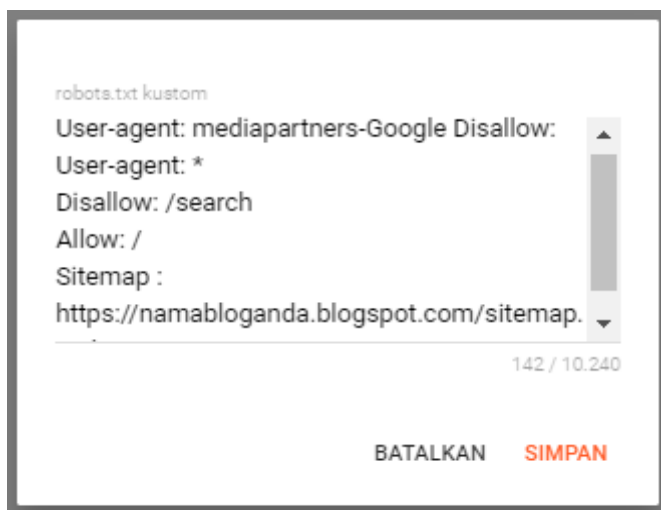 robots.txt kustom
User-agent: mediapartners-Google Disallow:
User-agent: *
Disallow: /search
Allow: /
Sitemap :
https://namabloganda.blogspot.com/sitemap.
142 / 10.240
BATALKAN SIMPAN